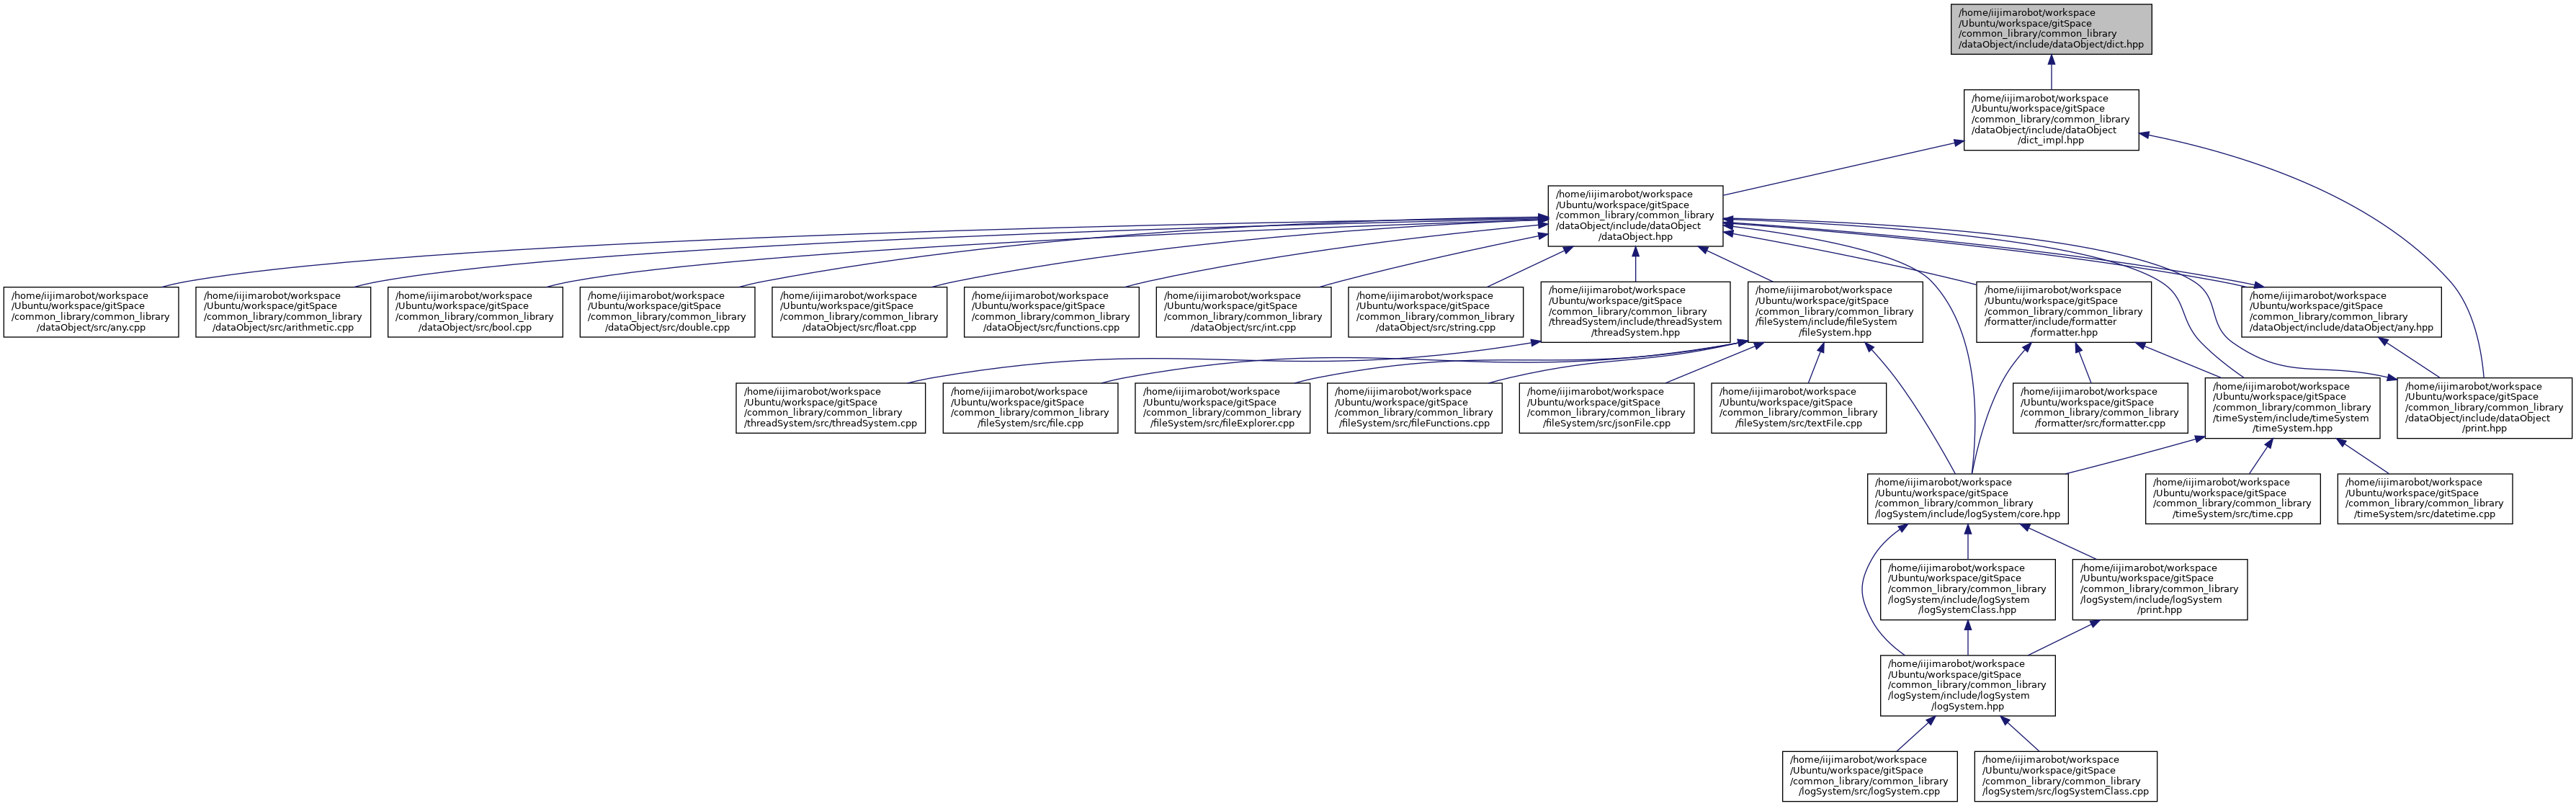 /home/iijimarobot/workspace
/Ubuntu/workspace/gitSpace
/common_library/common_library
/dataObject/include/dataObject/dict.hpp
/home/iijimarobot/workspace
/Ubuntu/workspace/gitSpace
/common_library/common_library
/dataObject/include/dataObject
/dict_impl.hpp
/home/iijimarobot/workspace
/Ubuntu/workspace/gitSpace
/common_library/common_library
/dataObject/include/dataObject
/dataObject.hpp
/home/iijimarobot/workspace
/Ubuntu/workspace/gitSpace
/common_library/common_library
/dataObject/src/any.cpp
/home/iijimarobot/workspace
/Ubuntu/workspace/gitSpace
/common_library/common_library
/dataObject/src/arithmetic.cpp
/home/iijimarobot/workspace
/Ubuntu/workspace/gitSpace
/common_library/common_library
/dataObject/src/bool.cpp
/home/iijimarobot/workspace
/Ubuntu/workspace/gitSpace
/common_library/common_library
/dataObject/src/double.cpp
/home/iijimarobot/workspace
/Ubuntu/workspace/gitSpace
/common_library/common_library
/dataObject/src/float.cpp
/home/iijimarobot/workspace
/Ubuntu/workspace/gitSpace
/common_library/common_library
/dataObject/src/functions.cpp
/home/iijimarobot/workspace
/Ubuntu/workspace/gitSpace
/common_library/common_library
/dataObject/src/int.cpp
/home/iijimarobot/workspace
/Ubuntu/workspace/gitSpace
/common_library/common_library
/dataObject/src/string.cpp
/home/iijimarobot/workspace
/Ubuntu/workspace/gitSpace
/common_library/common_library
/threadSystem/include/threadSystem
/threadSystem.hpp
/home/iijimarobot/workspace
/Ubuntu/workspace/gitSpace
/common_library/common_library
/fileSystem/include/fileSystem
/fileSystem.hpp
/home/iijimarobot/workspace
/Ubuntu/workspace/gitSpace
/common_library/common_library
/formatter/include/formatter
/formatter.hpp
/home/iijimarobot/workspace
/Ubuntu/workspace/gitSpace
/common_library/common_library
/dataObject/include/dataObject/any.hpp
/home/iijimarobot/workspace
/Ubuntu/workspace/gitSpace
/common_library/common_library
/threadSystem/src/threadSystem.cpp
/home/iijimarobot/workspace
/Ubuntu/workspace/gitSpace
/common_library/common_library
/fileSystem/src/file.cpp
/home/iijimarobot/workspace
/Ubuntu/workspace/gitSpace
/common_library/common_library
/fileSystem/src/fileExplorer.cpp
/home/iijimarobot/workspace
/Ubuntu/workspace/gitSpace
/common_library/common_library
/fileSystem/src/fileFunctions.cpp
/home/iijimarobot/workspace
/Ubuntu/workspace/gitSpace
/common_library/common_library
/fileSystem/src/jsonFile.cpp
/home/iijimarobot/workspace
/Ubuntu/workspace/gitSpace
/common_library/common_library
/fileSystem/src/textFile.cpp
/home/iijimarobot/workspace
/Ubuntu/workspace/gitSpace
/common_library/common_library
/formatter/src/formatter.cpp
/home/iijimarobot/workspace
/Ubuntu/workspace/gitSpace
/common_library/common_library
/timeSystem/include/timeSystem
/timeSystem.hpp
/home/iijimarobot/workspace
/Ubuntu/workspace/gitSpace
/common_library/common_library
/dataObject/include/dataObject
/print.hpp
/home/iijimarobot/workspace
/Ubuntu/workspace/gitSpace
/common_library/common_library
/logSystem/include/logSystem/core.hpp
/home/iijimarobot/workspace
/Ubuntu/workspace/gitSpace
/common_library/common_library
/timeSystem/src/time.cpp
/home/iijimarobot/workspace
/Ubuntu/workspace/gitSpace
/common_library/common_library
/timeSystem/src/datetime.cpp
/home/iijimarobot/workspace
/Ubuntu/workspace/gitSpace
/common_library/common_library
/logSystem/include/logSystem
/logSystemClass.hpp
/home/iijimarobot/workspace
/Ubuntu/workspace/gitSpace
/common_library/common_library
/logSystem/include/logSystem
/print.hpp
/home/iijimarobot/workspace
/Ubuntu/workspace/gitSpace
/common_library/common_library
/logSystem/include/logSystem
/logSystem.hpp
/home/iijimarobot/workspace
/Ubuntu/workspace/gitSpace
/common_library/common_library
/logSystem/src/logSystem.cpp
/home/iijimarobot/workspace
/Ubuntu/workspace/gitSpace
/common_library/common_library
/logSystem/src/logSystemClass.cpp